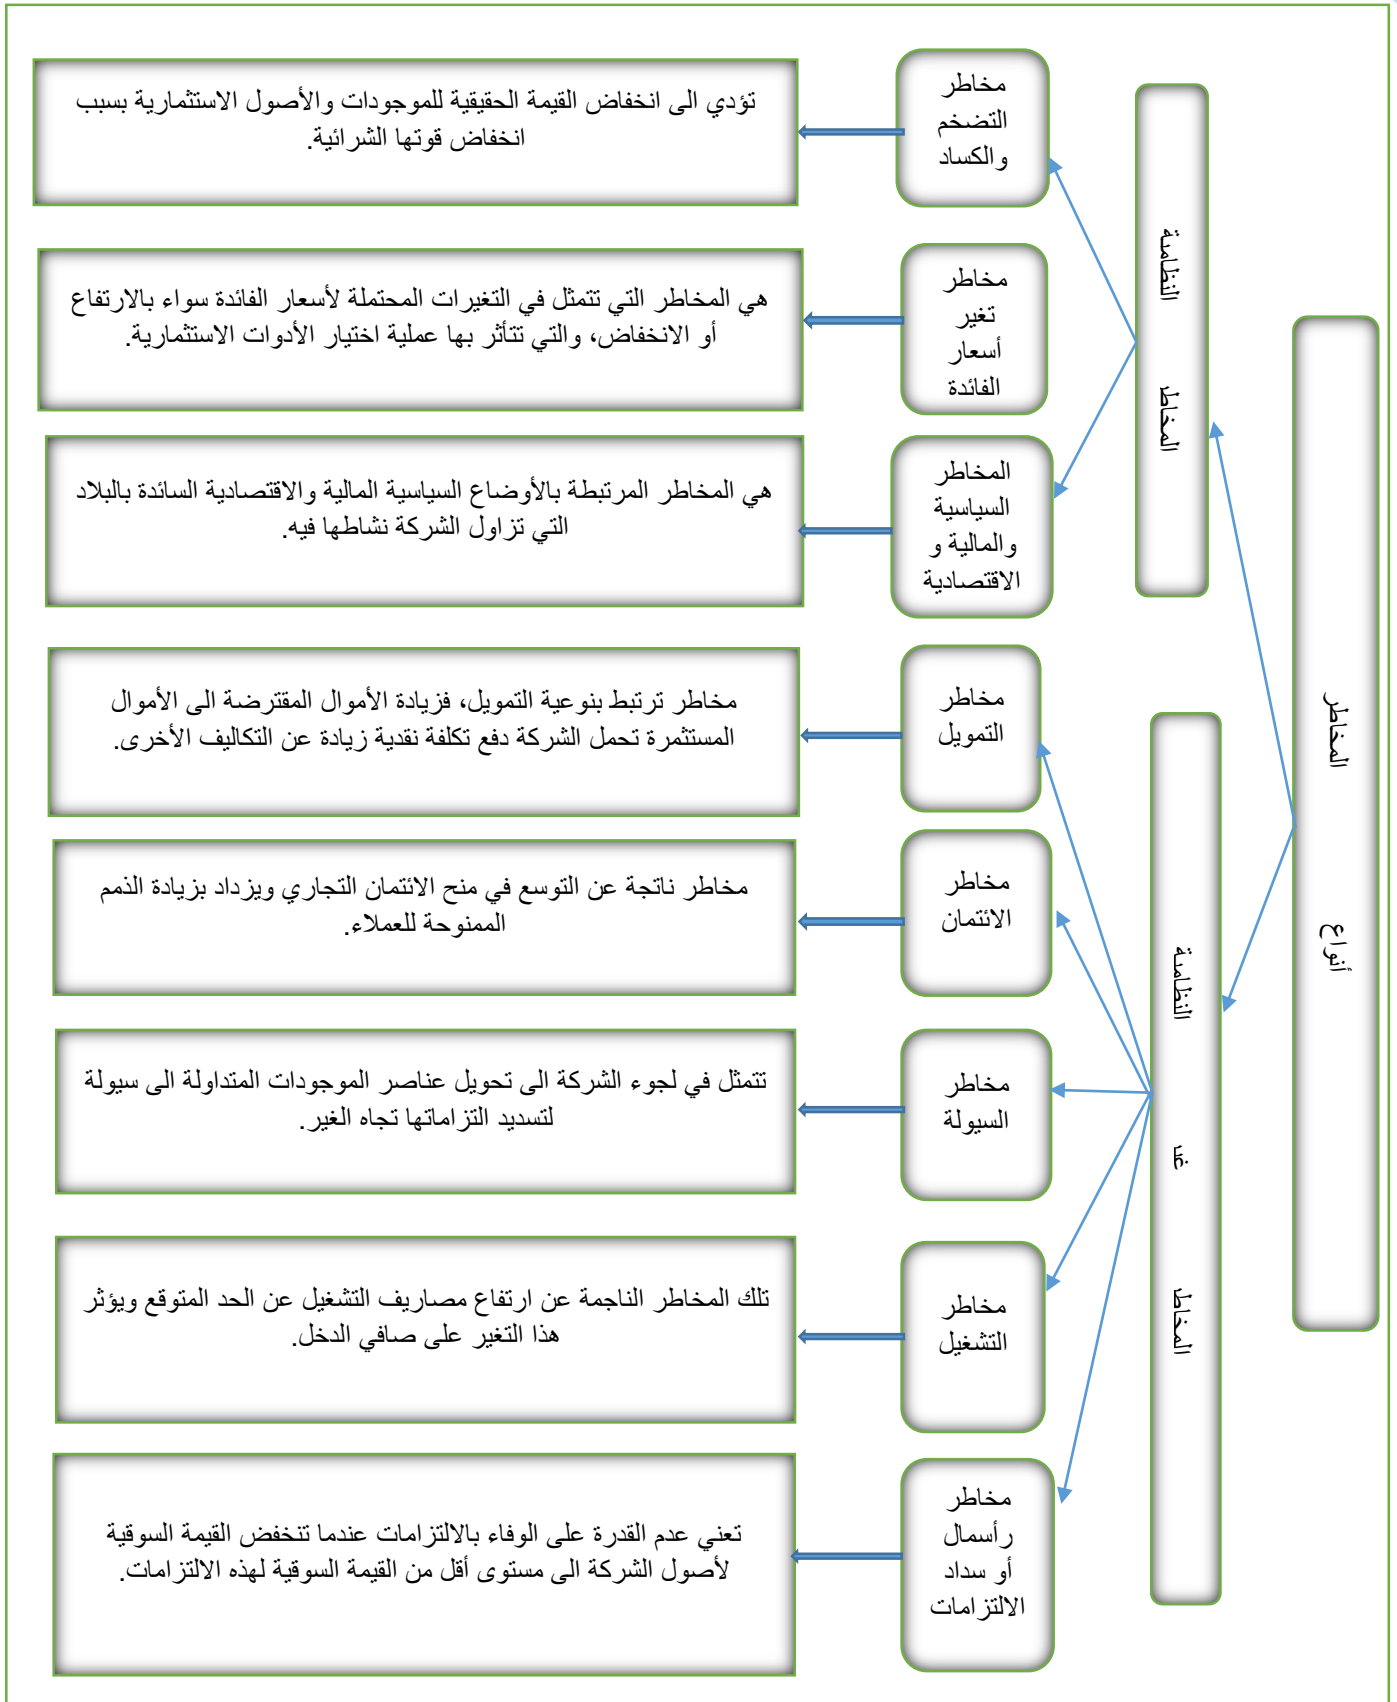 أنواع المخاطر
المخاط النظامية
مخاطر
التضخم
والكساد
تؤدي الى انخفاض القيمة الحقيقية للموجودات والأصول الاستثمارية بسبب
انخفاض قوتها الشرائية.
مخاطر
تغير
أسعار
الفائدة
هي المخاطر التي تتمثل في التغيرات المحتملة لأسعار الفائدة سواء بالارتفاع
أو الانخفاض، والتي تتأثر بها عملية اختيار الأدوات الاستثمارية.
المخاطر
السياسية
والمالية و
الاقتصادية
هي المخاطر المرتبطة بالأوضاع السياسية المالية والاقتصادية السائدة بالبلاد
التي تزاول الشركة نشاطها فيه.
المخاط غير النظامية
مخاطر
التمويل
مخاطر ترتبط بنوعية التمويل، فزيادة الأموال المقترضة الى الأموال
المستثمرة تحمل الشركة دفع تكلفة نقدية زيادة عن التكاليف الأخرى.
مخاطر
الائتمان
مخاطر ناتجة عن التوسع في منح الائتمان التجاري ويزداد بزيادة الذمم
الممنوحة للعملاء.
مخاطر
السيولة
تتمثل في لجوء الشركة الى تحويل عناصر الموجودات المتداولة الى سيولة
لتسديد التزاماتها تجاه الغير.
مخاطر
التشغيل
تلك المخاطر الناجمة عن ارتفاع مصاريف التشغيل عن الحد المتوقع ويؤثر
هذا التغير على صافي الدخل.
مخاطر
رأسمال
أو سداد
الالتزامات
تعني عدم القدرة على الوفاء بالالتزامات عندما تنخفض القيمة السوقية
لأصول الشركة الى مستوى أقل من القيمة السوقية لهذه الالتزامات.